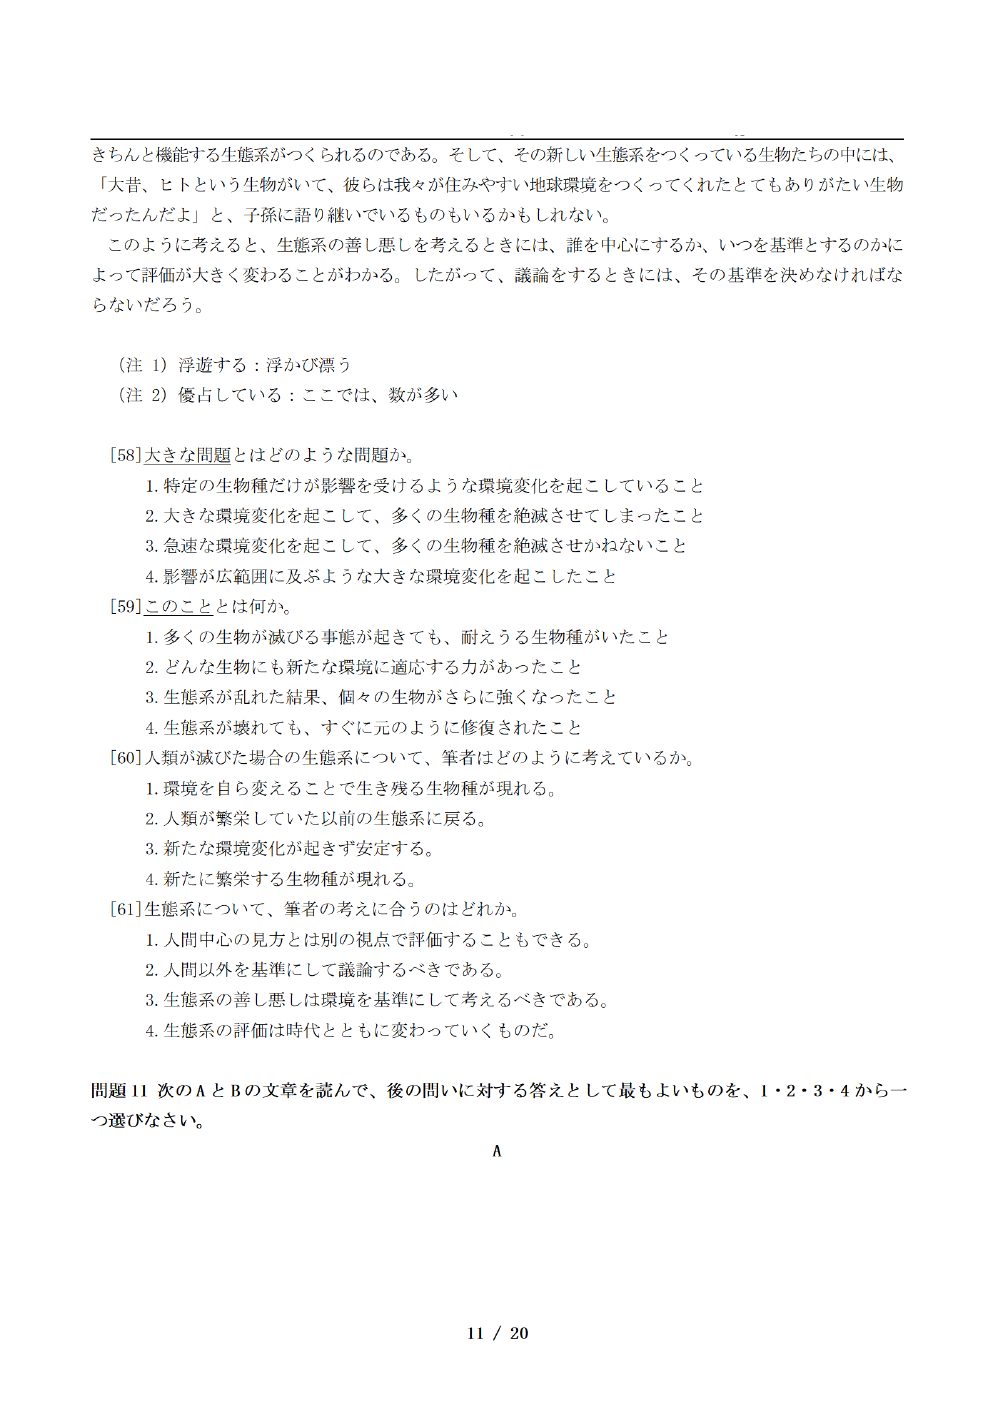 きちんと機能する生態系がつくられるのである。そして、その新しい生態系をつくっている生物たちの中には、
「大昔、ヒトという生物がいて、彼らは我々が住みやすい地球環境をつくってくれたとてもありがたい生物
だったんだよ」と、子孫に語り継いでいるものもいるかもしれない。
このように考えると、生態系の善し悪しを考えるときには、誰を中心にするか、いつを基準とするのかに
よって評価が大きく変わることがわかる。したがって、議論をするときには、その基準を決めなければな
らないだろう。
（注 1）浮遊する：浮かび漂う
（注 2）優占している：ここでは、数が多い
[58]大きな問題とはどのような問題か。
1.特定の生物種だけが影響を受けるような環境変化を起こしていること
2.大きな環境変化を起こして、多くの生物種を絶滅させてしまったこと
3.急速な環境変化を起こして、多くの生物種を絶滅させかねないこと
4.影響が広範囲に及ぶような大きな環境変化を起こしたこと
[59]このこととは何か。
1.多くの生物が滅びる事態が起きても、耐えうる生物種がいたこと
2.どんな生物にも新たな環境に適応する力があったこと
3.生態系が乱れた結果、個々の生物がさらに強くなったこと
4.生態系が壊れても、すぐに元のように修復されたこと
[60]人類が滅びた場合の生態系について、筆者はどのように考えているか。
1.環境を自ら変えることで生き残る生物種が現れる。
2.人類が繁栄していた以前の生態系に戻る。
3.新たな環境変化が起きず安定する。
4.新たに繁栄する生物種が現れる。
[61]生態系について、筆者の考えに合うのはどれか。
1.人間中心の見方とは別の視点で評価することもできる。
2.人間以外を基準にして議論するべきである。
3.生態系の善し悪しは環境を基準にして考えるべきである。
4.生態系の評価は時代とともに変わっていくものだ。
問題 11 次の A と B の文章を読んで、後の問いに対する答えとして最もよいものを、1・2・3・4 から一
つ選びなさい。
A
11 / 20